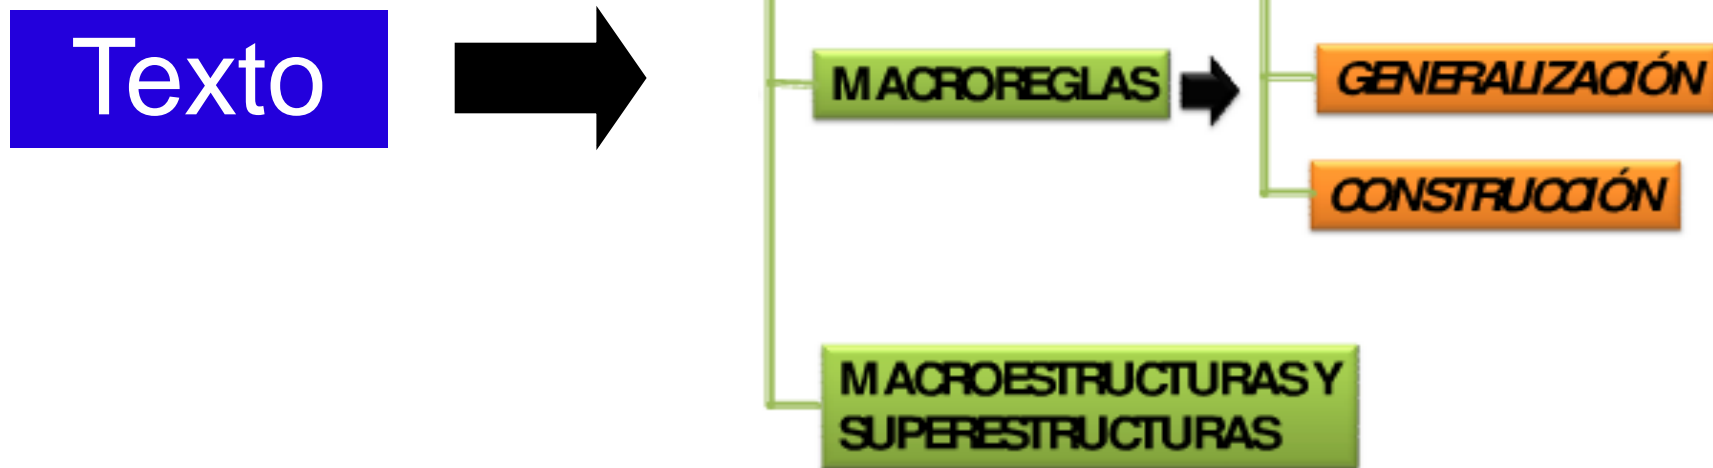 Texto
MACROREGLAS
GENERALIZACIÓN
CONSTRUCCIÓN
MACROESTRUCTURAS Y
SUPERESTRUCTURAS